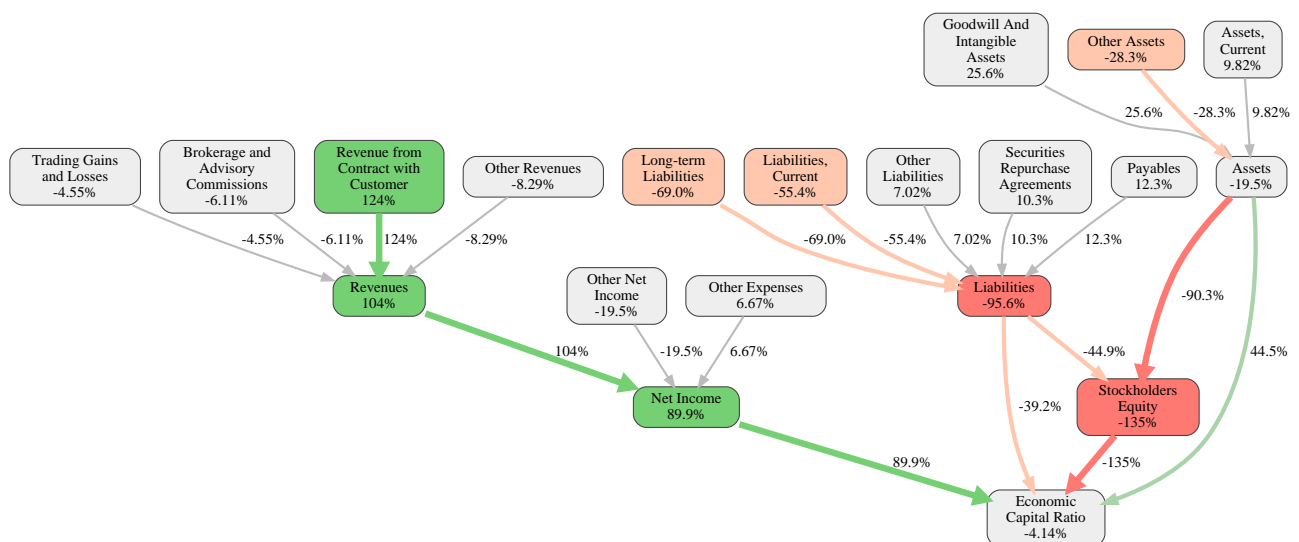 Goodwill And
Intangible
Assets
25.6%
Other Assets
-28.3%
Assets,
Current
9.82%
25.6%
-28.3%
9.82%
Trading Gains
and Losses
-4.55%
Brokerage and
Advisory
Commissions
-6.11%
Revenue from
Contract with
Customer
124%
Other Revenues
-8.29%
Long-term
Liabilities
-69.0%
Liabilities,
Current
-55.4%
Other
Liabilities
7.02%
Securities
Repurchase
Agreements
10.3%
Payables
12.3%
Assets
-19.5%
-4.55%
-6.11%
124%
-8.29%
-69.0%
-55.4%
7.02%
10.3%
12.3%
Revenues
104%
Other Net
Income
-19.5%
Other Expenses
6.67%
Liabilities
-95.6%
-90.3%
104%
-19.5%
6.67%
-44.9%
44.5%
Net Income
89.9%
-39.2%
Stockholders
Equity
-135%
89.9%
-135%
Economic
Capital Ratio
-4.14%